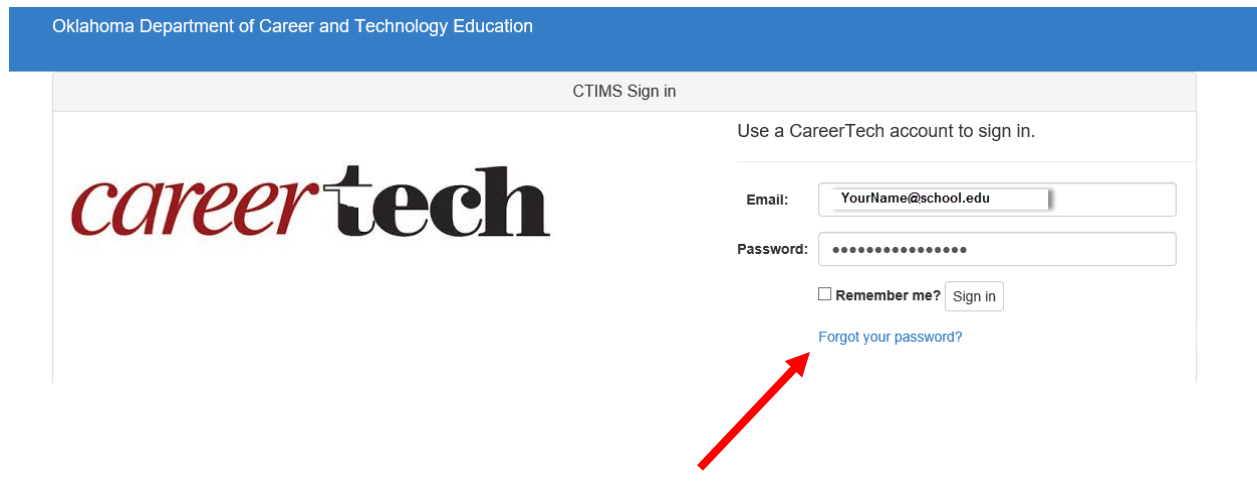 Oklahoma Department of Career and Technology Education
CTIMS Sign in
careertech
Use a CareerTech account to sign in.
Email: YourName@school.edu
Password: ●●●●●●●●●●●●●●●●
Remember me? Sign in
Forgot your password?